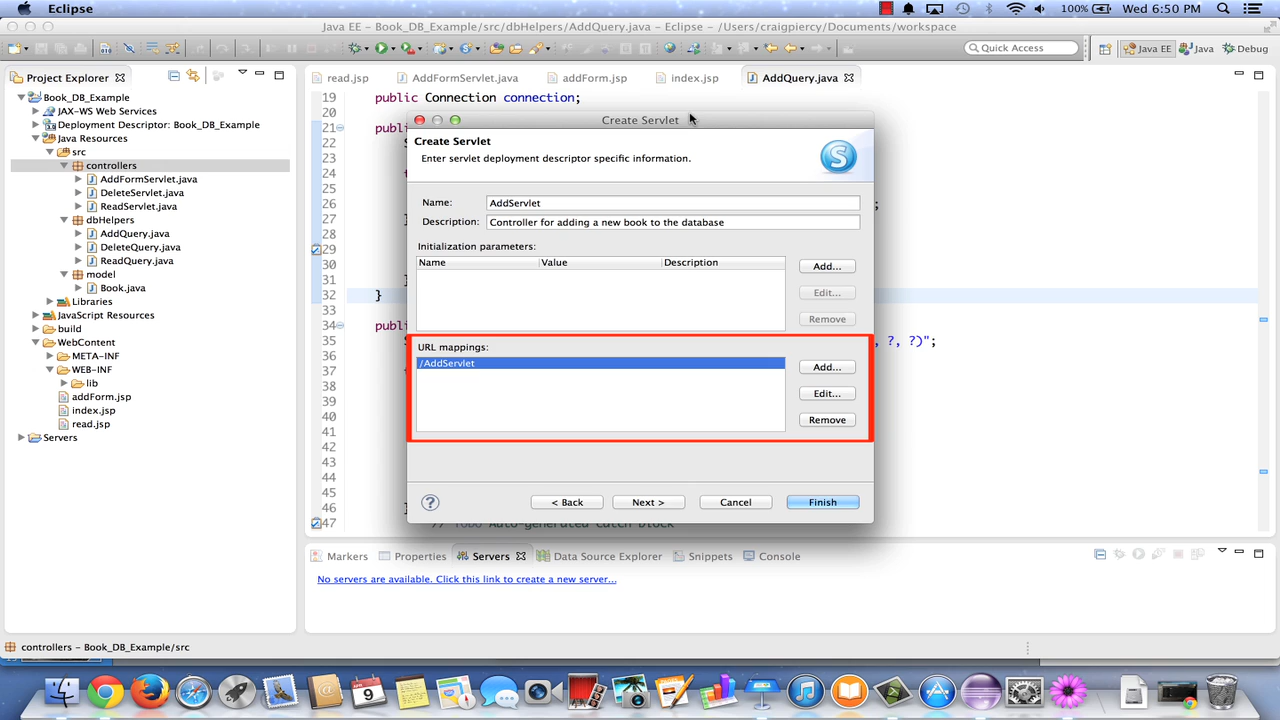 Eclipse
100%
Wed 6:50 PM
Java EE - Book_DB_Example/src/dbHelpers/AddQuery.java - Eclipse - /Users/craigpiercy/Documents/workspace
Quick Access
Java EE
Java
Debug
Project Explorer
read.jsp
AddFormServlet.java
addForm.jsp
index.jsp
AddQuery.java
Book_DB_Example
JAX-WS Web Services
Deployment Descriptor: Book_DB_Example
Java Resources
src
controllers
AddFormServlet.java
DeleteServlet.java
ReadServlet.java
dbHelpers
AddQuery.java
DeleteQuery.java
ReadQuery.java
model
Book.java
Libraries
JavaScript Resources
build
WebContent
META-INF
WEB-INF
lib
addForm.jsp
index.jsp
read.jsp
Servers
19 public Connection connection;
20
21
22
23
24
25
26 ;
27
28
29
30
31
32 }
33
34
35 , ?, ?)";
36
37
38
39
40
41
42
43
44
45
46
47 // TODO Auto-generated catch block
Create Servlet
Create Servlet
Enter servlet deployment descriptor specific information.
Name: AddServlet
Description: Controller for adding a new book to the database
Initialization parameters:
Name Value Description
Add...
Edit...
Remove
URL mappings:
/AddServlet
Add...
Edit...
Remove
< Back
Next >
Cancel
Finish
Markers
Properties
Servers
Data Source Explorer
Snippets
Console
No servers are available. Click this link to create a new server...
controllers - Book_DB_Example/src